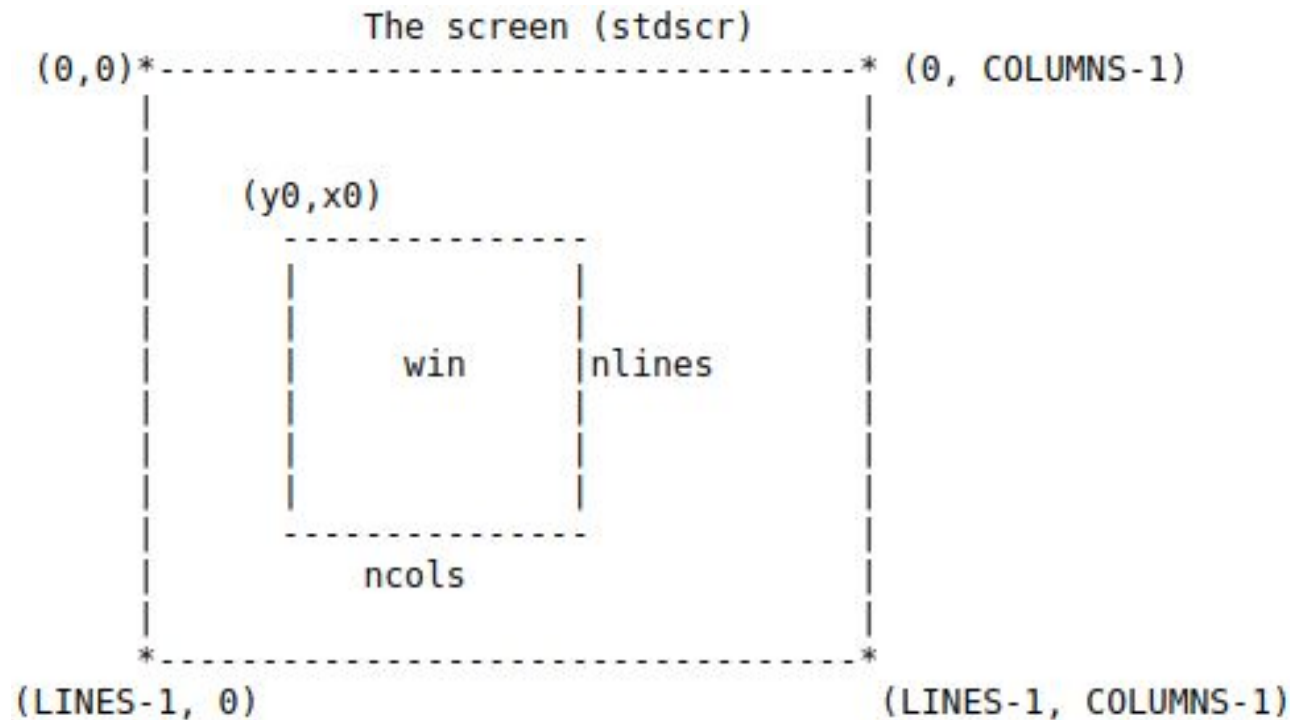 The screen (stdscr)
(0,0)*-----------------------------------* (0, COLUMNS-1)
(y0,x0)
win
nlines
ncols
(LINES-1, 0) (LINES-1, COLUMNS-1)